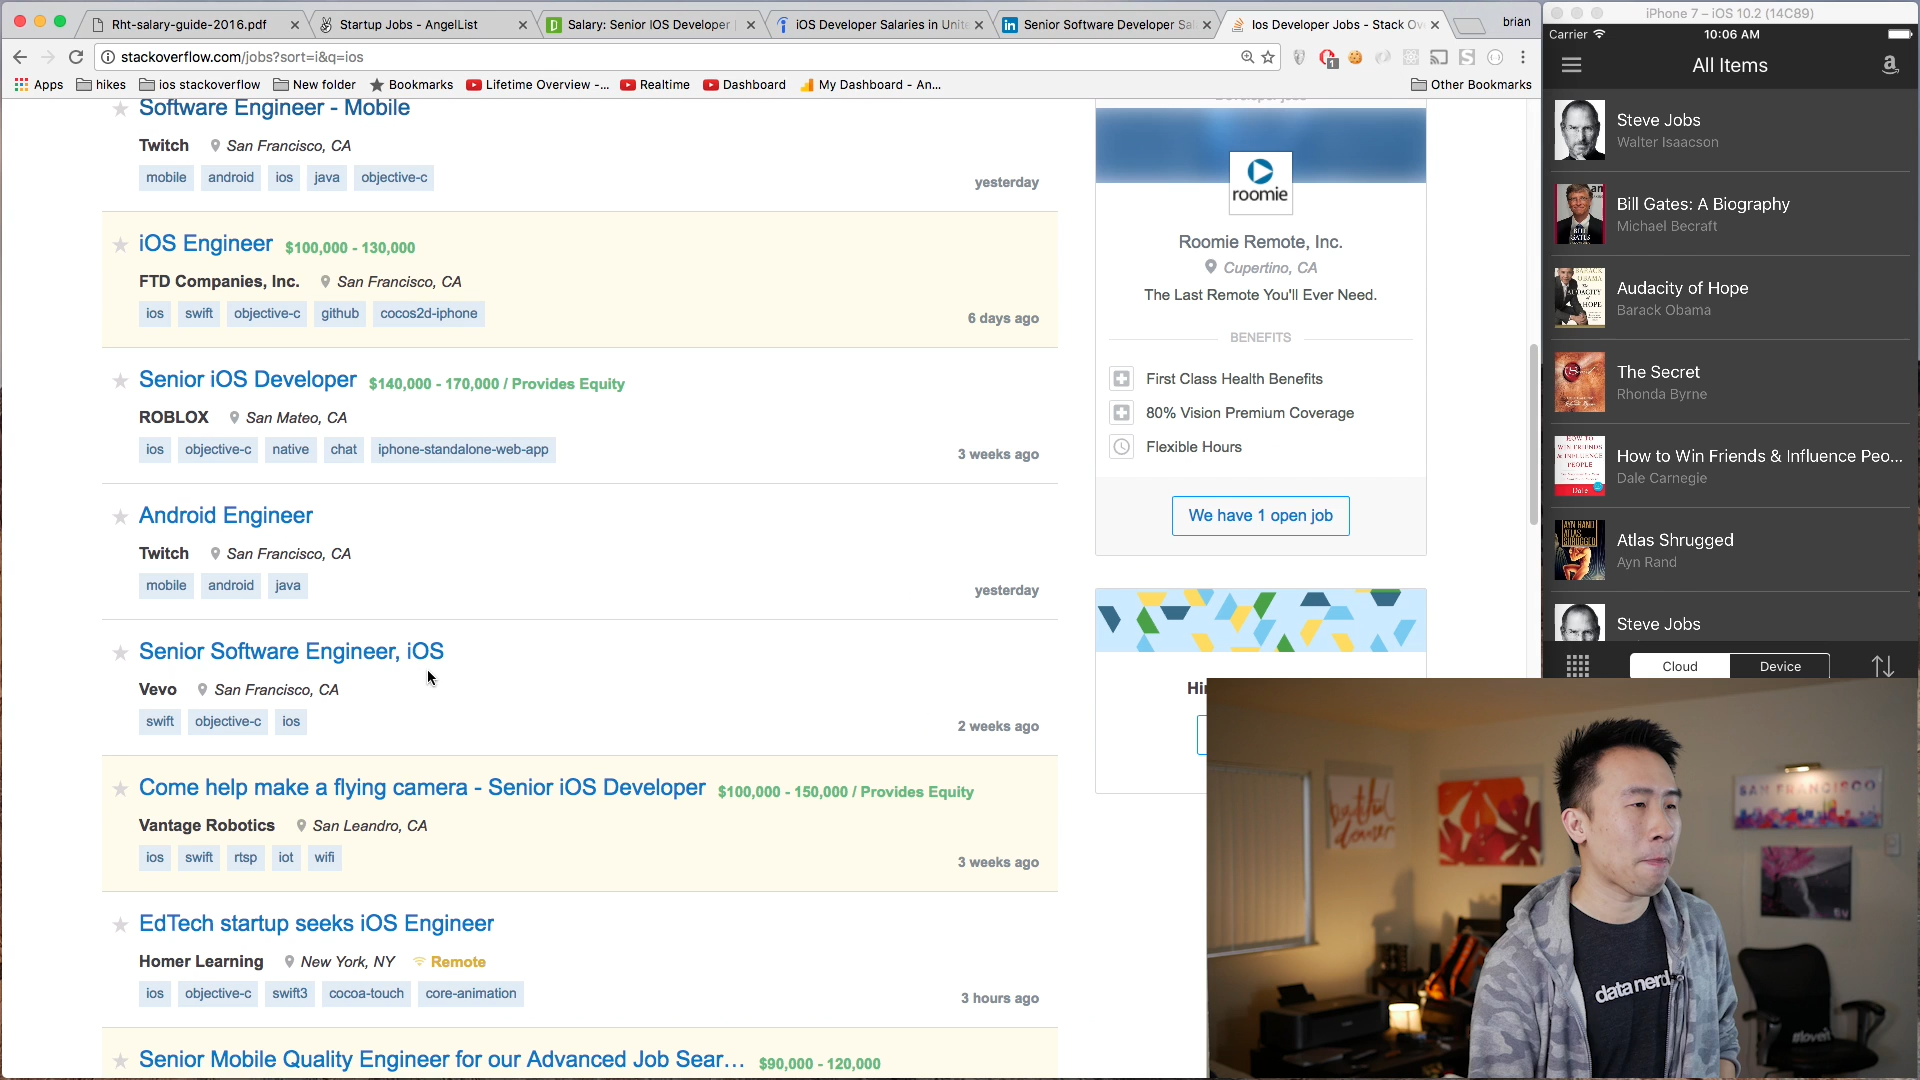 Rht-salary-guide-2016.pdf
Startup Jobs - AngelList
Salary: Senior IOS Developer
iOS Developer Salaries in Unite
Senior Software Developer Sal
Ios Developer Jobs - Stack Ov
brian
stackoverflow.com/jobs?sort=i&q=ios
1
Apps
hikes
ios stackoverflow
New folder
Bookmarks
Lifetime Overview -...
Realtime
Dashboard
My Dashboard - An...
Other Bookmarks
Software Engineer - Mobile
Twitch San Francisco, CA
mobile android ios java objective-c
yesterday
iOS Engineer $100,000 - 130,000
FTD Companies, Inc. San Francisco, CA
ios swift objective-c github cocos2d-iphone
6 days ago
Senior iOS Developer $140,000 - 170,000 / Provides Equity
ROBLOX San Mateo, CA
ios objective-c native chat iphone-standalone-web-app
3 weeks ago
Android Engineer
Twitch San Francisco, CA
mobile android java
yesterday
Senior Software Engineer, iOS
Vevo San Francisco, CA
swift objective-c ios
2 weeks ago
Come help make a flying camera - Senior iOS Developer $100,000 - 150,000 / Provides Equity
Vantage Robotics San Leandro, CA
ios swift rtsp iot wifi
3 weeks ago
EdTech startup seeks iOS Engineer
Homer Learning New York, NY Remote
ios objective-c swift3 cocoa-touch core-animation
3 hours ago
Senior Mobile Quality Engineer for our Advanced Job Sear... $90,000 - 120,000
roomie
Roomie Remote, Inc.
Cupertino, CA
The Last Remote You'll Ever Need.
BENEFITS
First Class Health Benefits
80% Vision Premium Coverage
Flexible Hours
We have 1 open job
iPhone 7 – iOS 10.2 (14C89)
Carrier 10:06 AM
All Items
Steve Jobs
Walter Isaacson
Bill Gates: A Biography
Michael Becraft
Audacity of Hope
Barack Obama
The Secret
Rhonda Byrne
How to Win Friends & Influence Peo...
Dale Carnegie
Atlas Shrugged
Ayn Rand
Steve Jobs
Cloud
Device
SAN FRANCISCO
data nerd